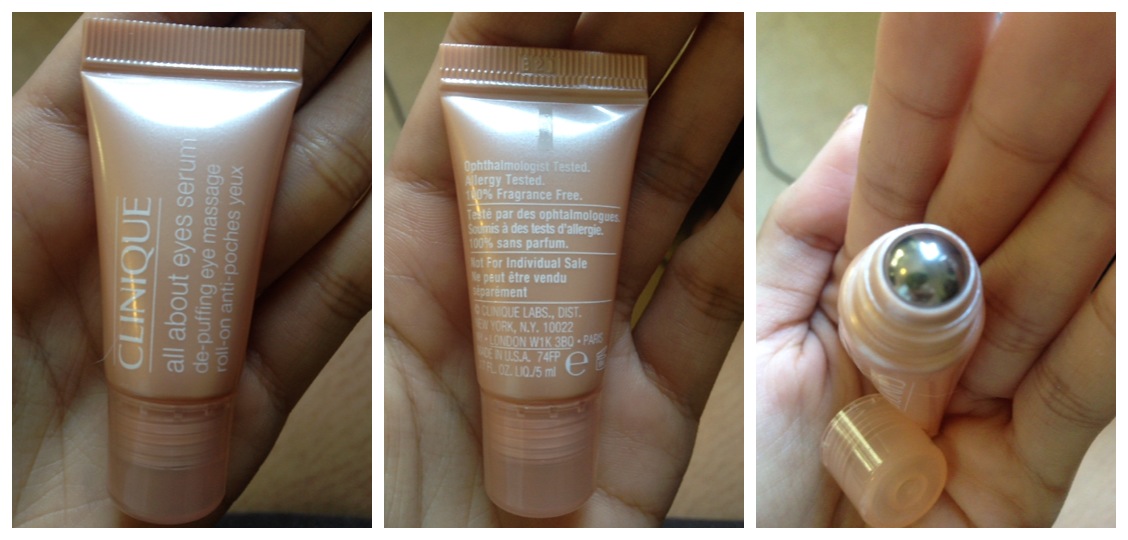 CLINIQUE
all about eyes serum
de-puffing eye massage
roll-on anti-poches yeux
Ophthalmologist Tested.
Allergy Tested.
100% Fragrance Free.
Testé par des ophtalmologues.
Soumis à des tests d'allergie.
100% sans parfum.
Not For Individual Sale
Ne peut être vendu
séparément
© CLINIQUE LABS., DIST.
NEW YORK, N.Y. 10022
• LONDON W1K 3BQ • PARIS
MADE IN U.S.A. 74FP
FL. OZ. LIQ./5 ml e